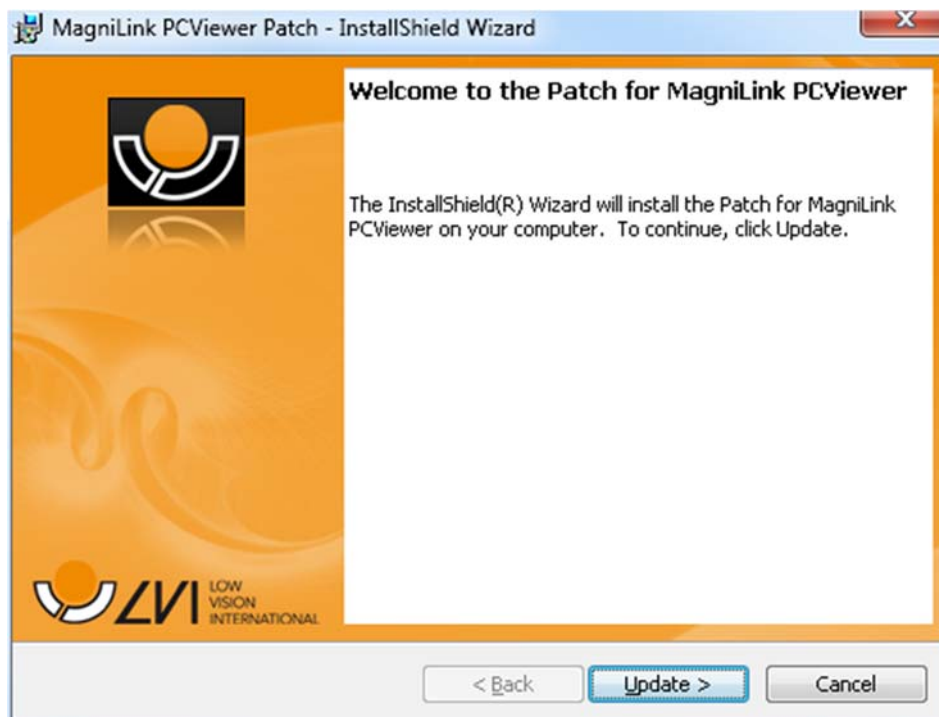 MagniLink PCViewer Patch - InstallShield Wizard
Welcome to the Patch for MagniLink PCViewer
The InstallShield(R) Wizard will install the Patch for MagniLink
PCViewer on your computer.  To continue, click Update.
LVI
LOW
VISION
INTERNATIONAL
< Back
Update >
Cancel